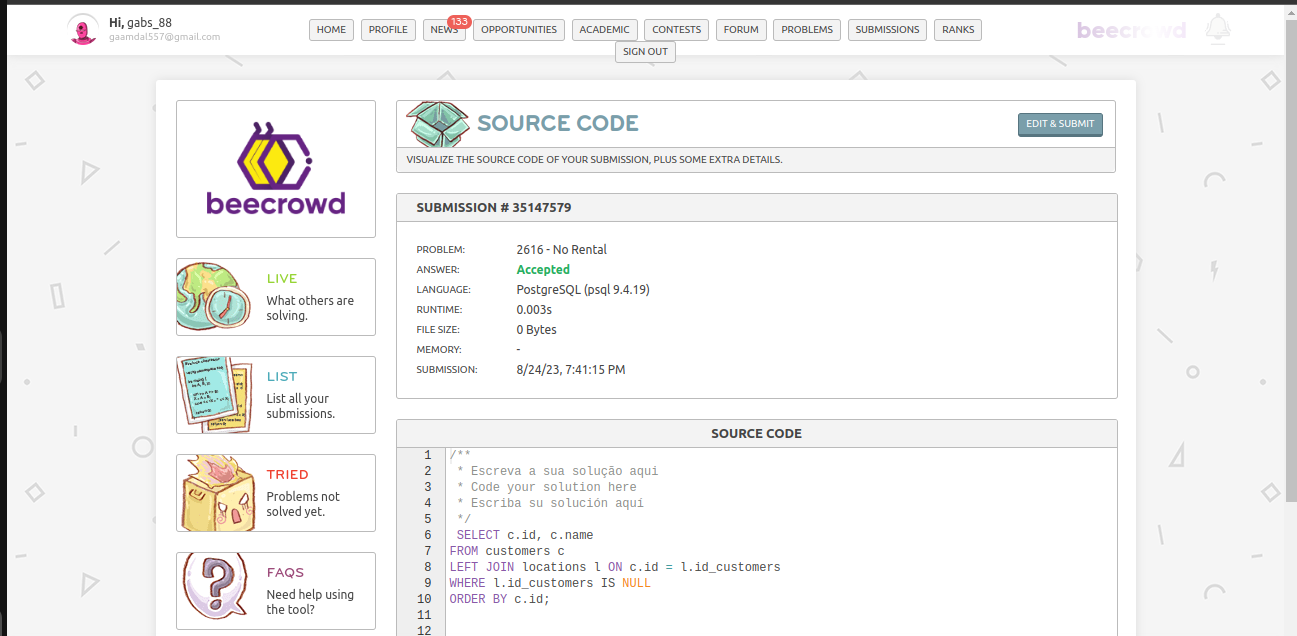 Hi, gabs_88
gaamdal557@gmail.com
HOME
PROFILE
NEWS
133
OPPORTUNITIES
ACADEMIC
CONTESTS
FORUM
PROBLEMS
SUBMISSIONS
RANKS
SIGN OUT
beecrowd
beecrowd
LIVE
What others are
solving.
LIST
List all your
submissions.
TRIED
Problems not
solved yet.
FAQS
Need help using
the tool?
SOURCE CODE
EDIT & SUBMIT
VISUALIZE THE SOURCE CODE OF YOUR SUBMISSION, PLUS SOME EXTRA DETAILS.
SUBMISSION # 35147579
PROBLEM: 2616 - No Rental
ANSWER: Accepted
LANGUAGE: PostgreSQL (psql 9.4.19)
RUNTIME: 0.003s
FILE SIZE: 0 Bytes
MEMORY: -
SUBMISSION: 8/24/23, 7:41:15 PM
SOURCE CODE
1 /**
2 * Escreva a sua solução aqui
3 * Code your solution here
4 * Escriba su solución aquí
5 */
6 SELECT c.id, c.name
7 FROM customers c
8 LEFT JOIN locations l ON c.id = l.id_customers
9 WHERE l.id_customers IS NULL
10 ORDER BY c.id;
11
12